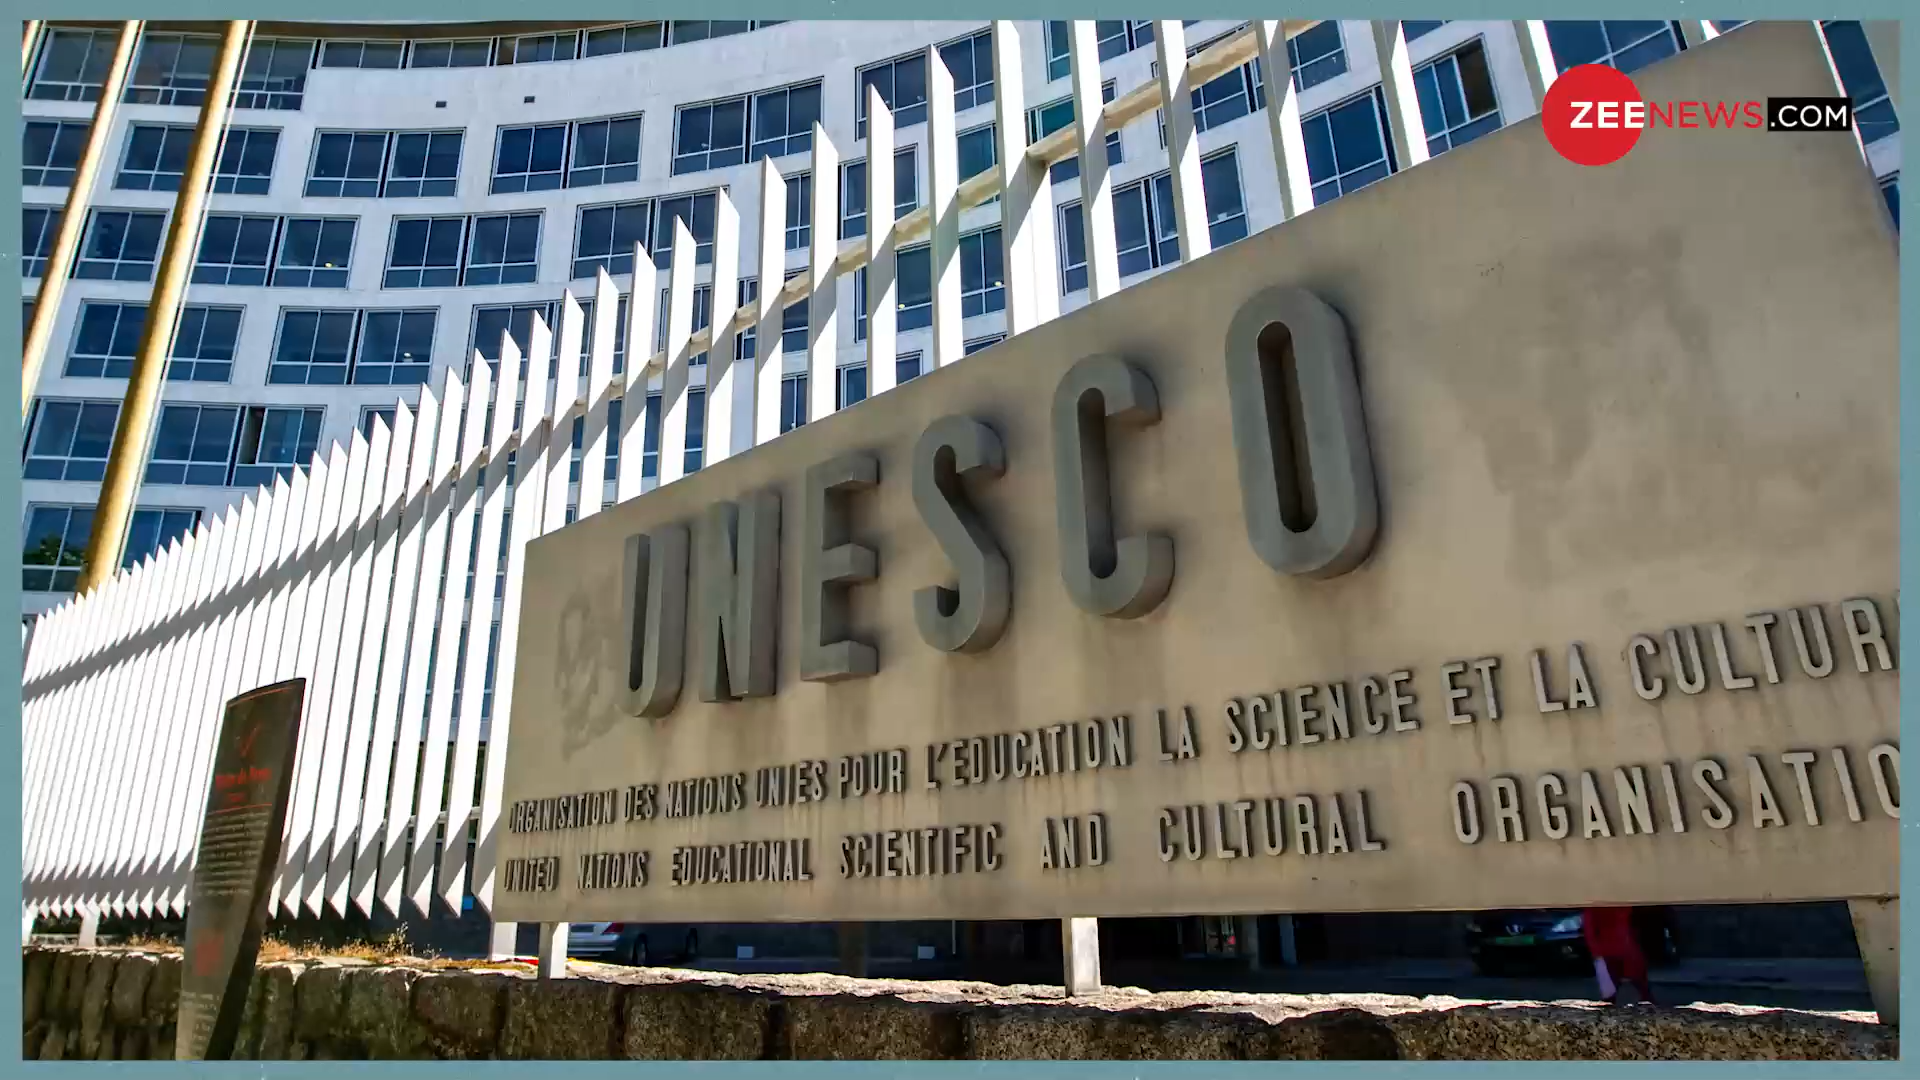 ZEENEWS.COM
UNESCO
ORGANISATION DES NATIONS UNIES POUR L'EDUCATION LA SCIENCE ET LA CULTUR
UNITED NATIONS EDUCATIONAL SCIENTIFIC AND CULTURAL ORGANISATIO